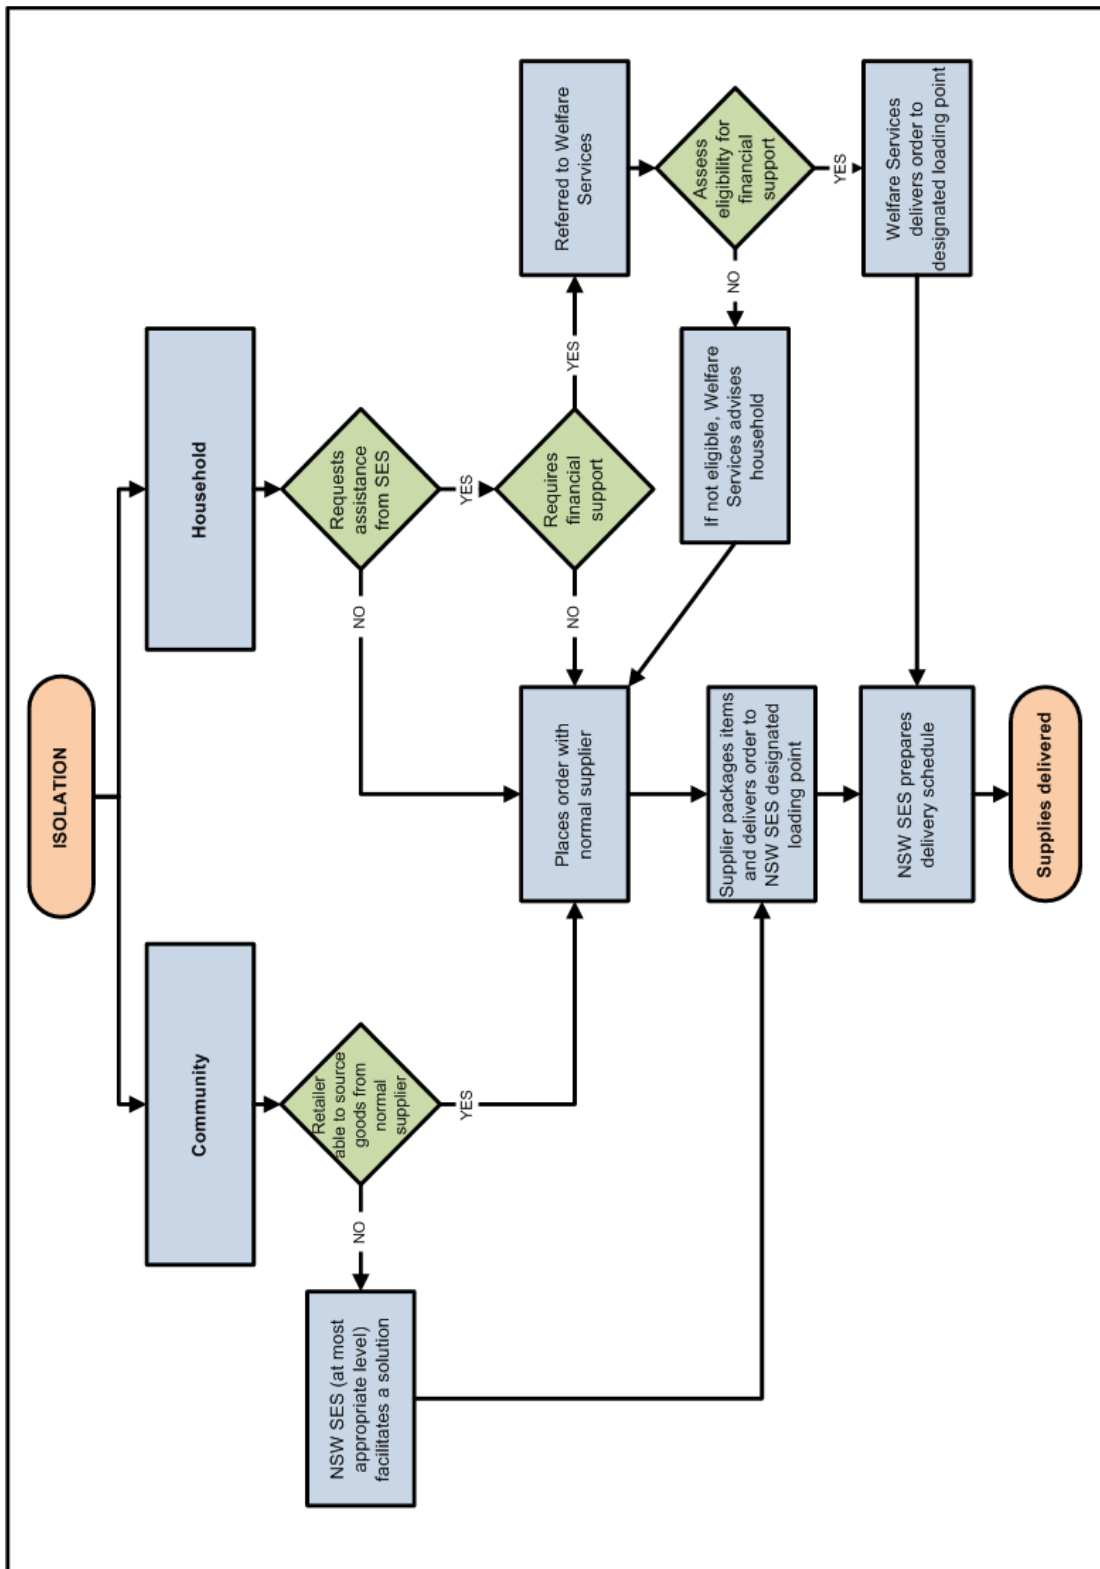 ISOLATION
Community
Household
Retailer
able to source
goods from
normal
supplier
YES
NO
NSW SES (at most
appropriate level)
facilitates a solution
Requests
assistance
from SES
NO
YES
Requires
financial
support
NO
YES
Referred to Welfare
Services
Assess
eligibility for
financial
support
NO
YES
If not eligible, Welfare
Services advises
household
Welfare Services
delivers order to
designated loading point
Places order with
normal supplier
Supplier packages items
and delivers order to
NSW SES designated
loading point
NSW SES prepares
delivery schedule
Supplies delivered